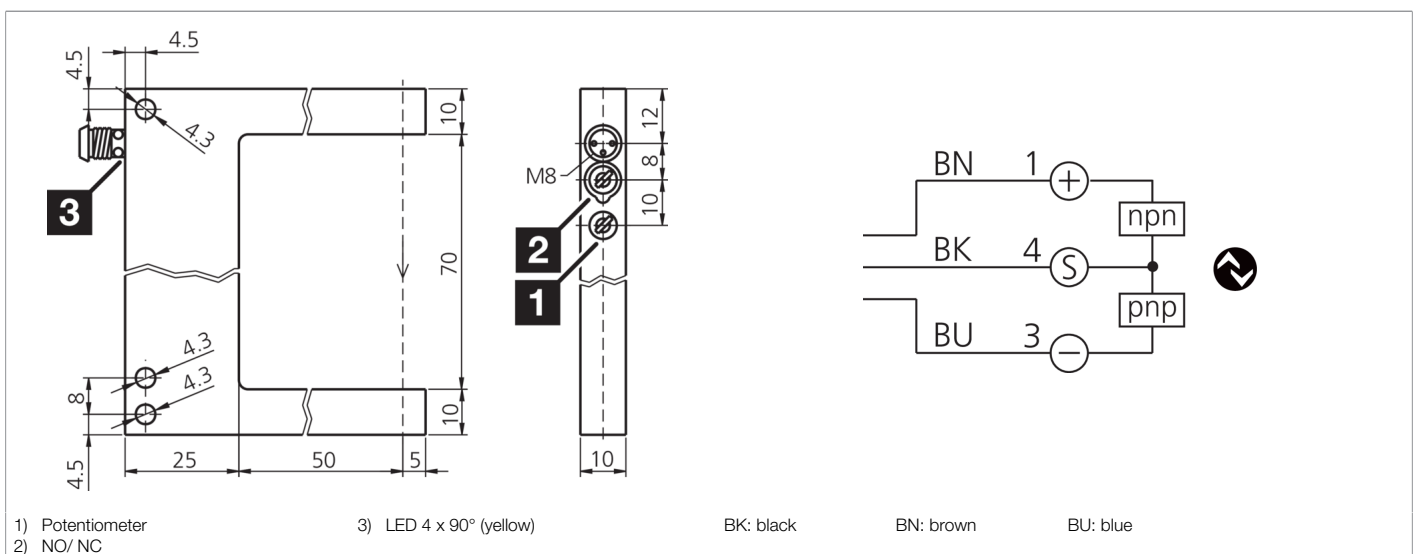 4.5
4.5
4.3
10
12
M8
8
10
3
2
1
70
4.3
4.3
8
10
4.5
25
50
5
10
BN 1 +
npn
BK 4 S
pnp
BU 3 −
1) Potentiometer 3) LED 4 x 90° (yellow) BK: black BN: brown BU: blue
2) NO/ NC